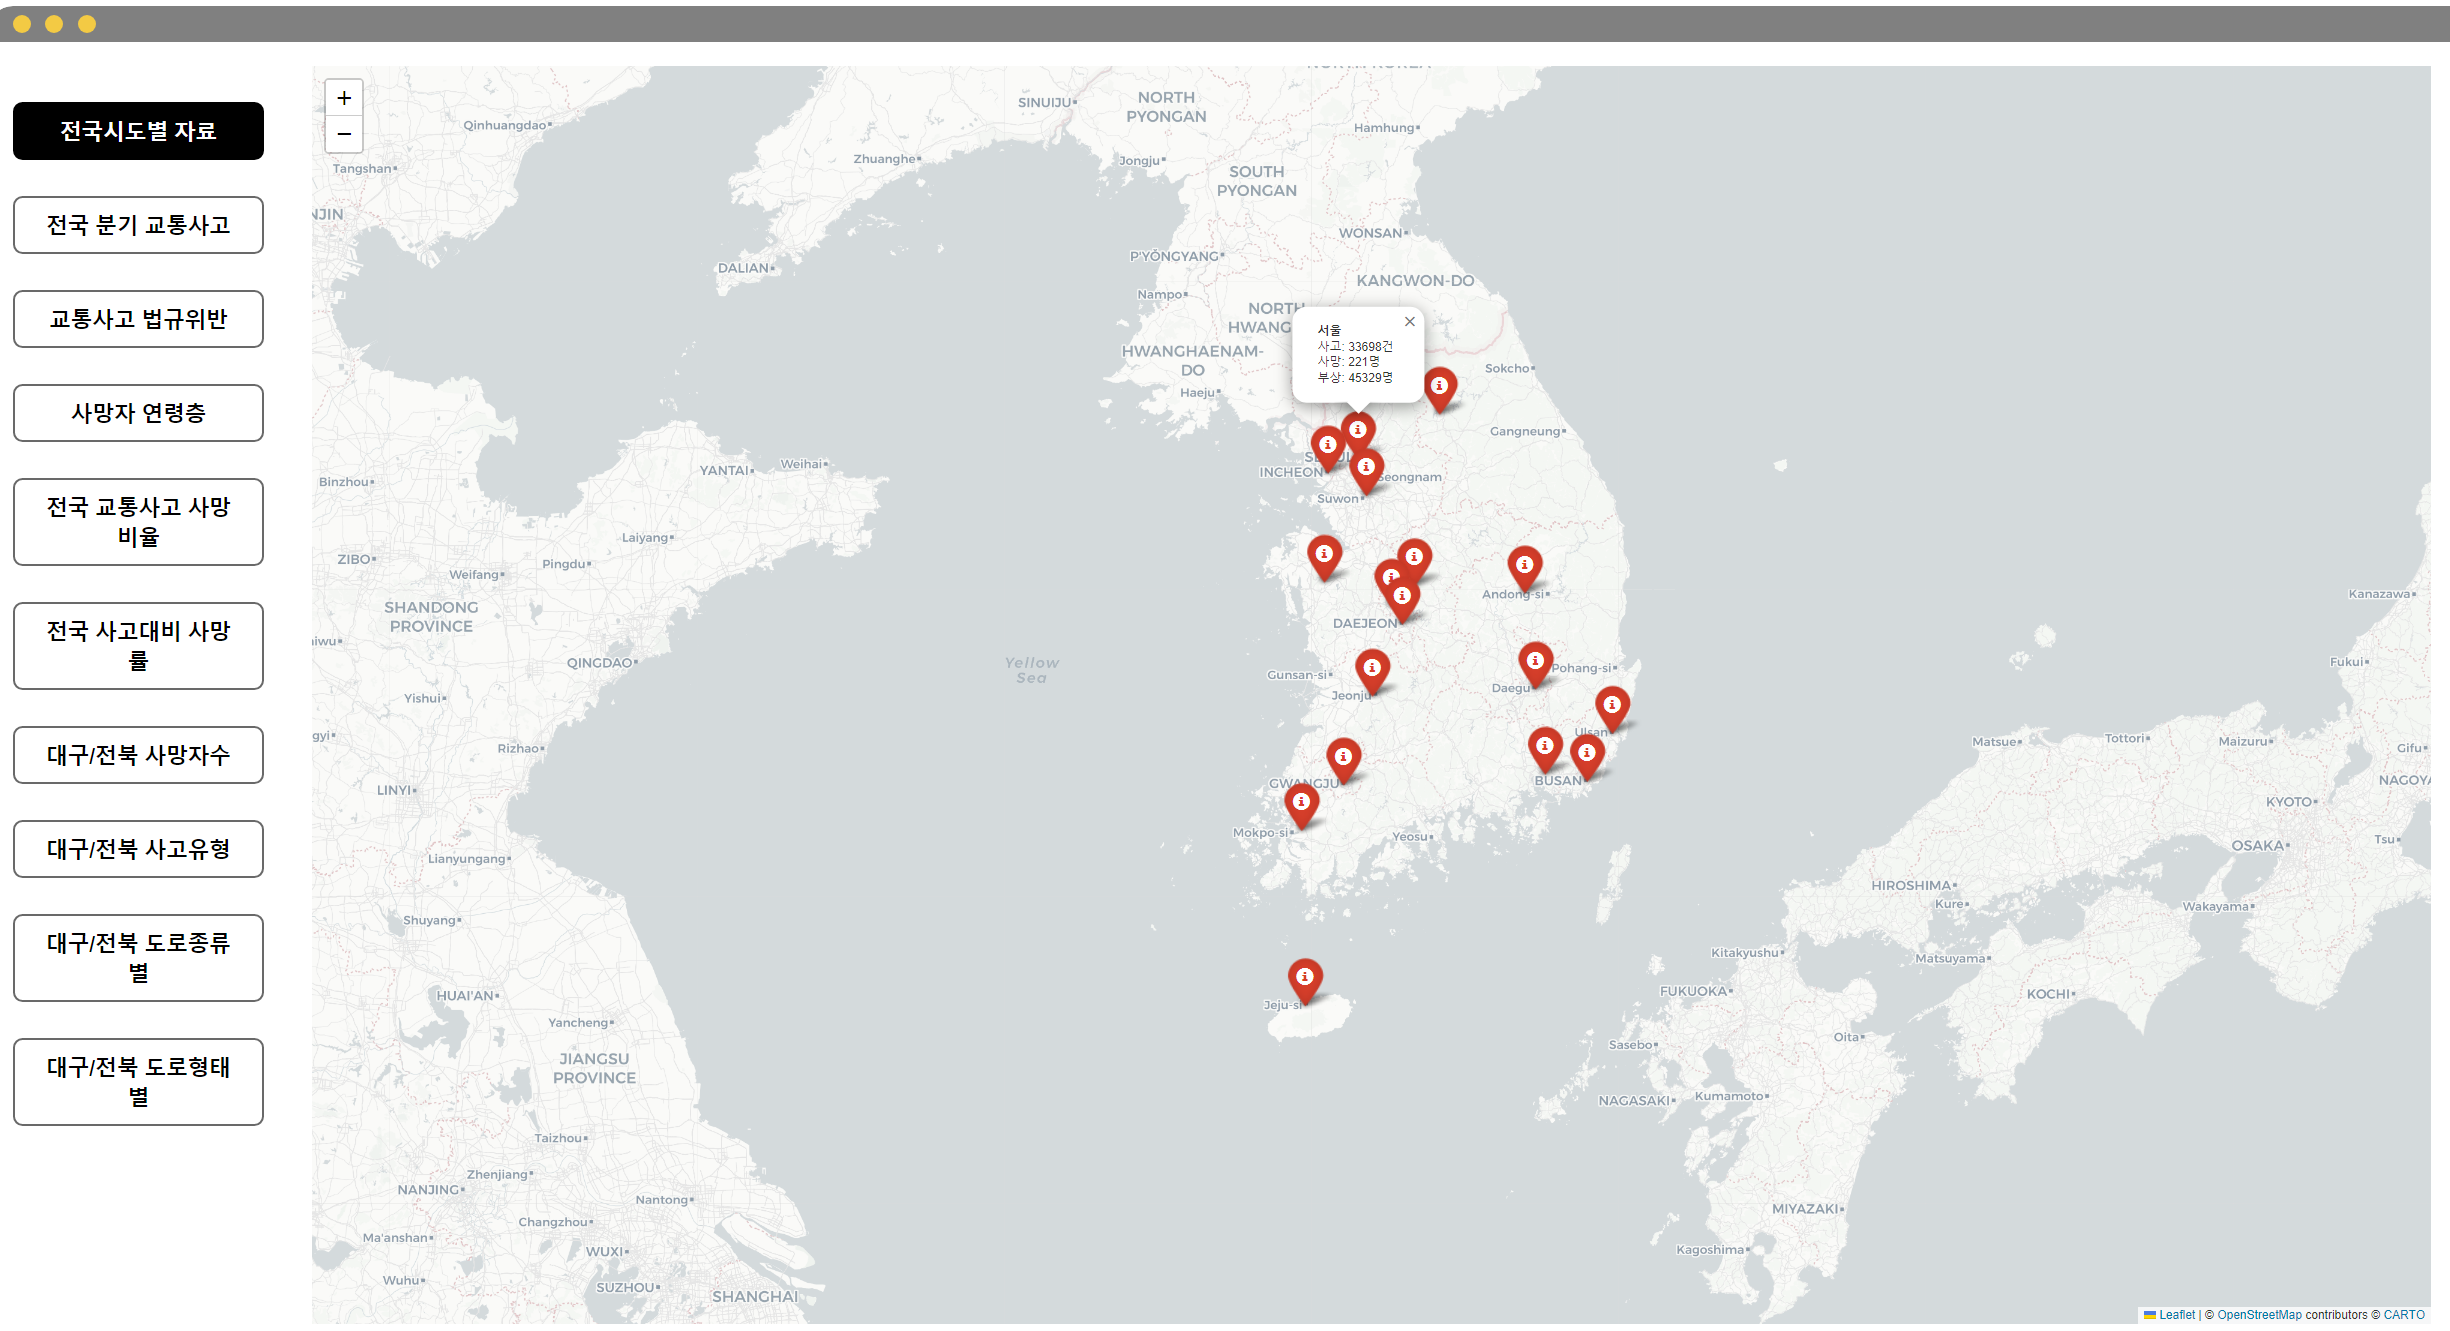 전국시도별 자료
전국 분기 교통사고
교통사고 법규위반
사망자 연령층
전국 교통사고 사망
비율
전국 사고대비 사망
률
대구/전북 사망자수
대구/전북 사고유형
대구/전북 도로종류
별
대구/전북 도로형태
별
+
−
SINUIJU
NORTH
PYONGAN
Qinhuangdao
Hamhung
Tangshan
Zhuanghe
Jongju
SOUTH
PYONGAN
NJIN
WONSAN
P'YŎNGYANG
DALIAN
KANGWON-DO
Nampo
NORTH
HWANG
서울
사고: 33698건
사망: 221명
부상: 45329명
×
HWANGHAENAM-
DO
Haeju
Sokcho
Gangneung
INCHEON
Seongnam
Suwon
YANTAI
Weihai
Binzhou
Laiyang
ZIBO
Pingdu
Weifang
Andong-si
Kanazawa
SHANDONG
PROVINCE
DAEJEON
iwu
QINGDAO
Yellow
Sea
Gunsan-si
Jeonju
Pohang-si
Daegu
Fukui
Yishui
Ulsan
gyi
Rizhao
Matsue
Tottori
Maizuru
Gifu
LINYI
GWANGJU
BUSAN
NAGOYA
KYOTO
Mokpo-si
Yeosu
Tsu
OSAKA
Lianyungang
HIROSHIMA
Kure
Wakayama
Shuyang
Kitakyushu
Matsuyama
HUAI'AN
FUKUOKA
KOCHI
Jeju-si
Yancheng
Oita
Sasebo
JIANGSU
PROVINCE
NAGASAKI
Kumamoto
Taizhou
Zhenjiang
NANJING
Nantong
MIYAZAKI
Changzhou
Ma'anshan
WUXI
Kagoshima
Wuhu
SUZHOU
SHANGHAI
Leaflet | © OpenStreetMap contributors © CARTO